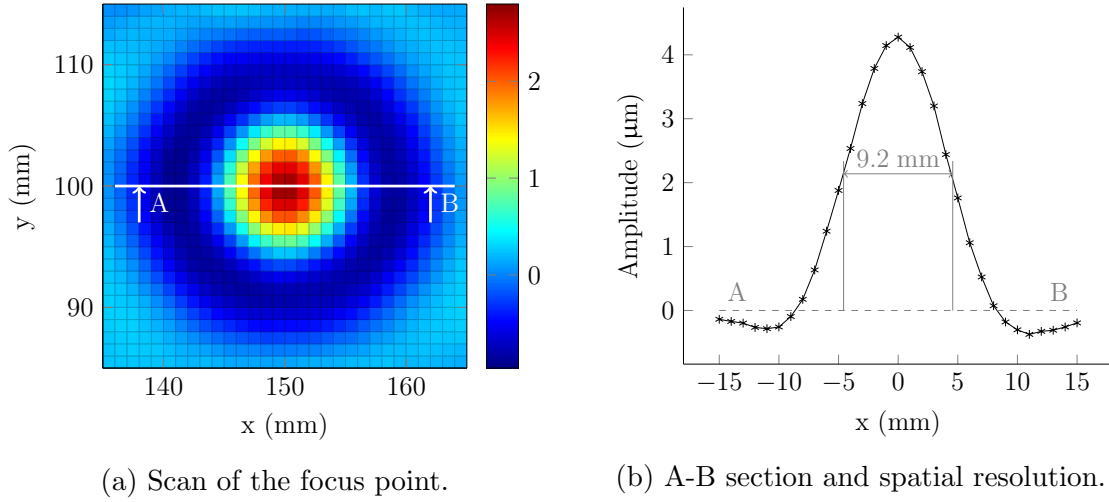 110
100
90
y (mm)
140
150
160
x (mm)
A
B
2
1
0
(a) Scan of the focus point.
4
3
2
1
0
Amplitude (µm)
9.2 mm
A
B
−15
−10
−5
0
5
10
15
x (mm)
(b) A-B section and spatial resolution.